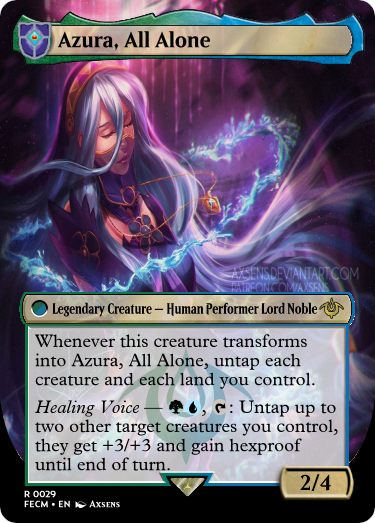 Azura, All Alone
AXSENS.DEVIANTART.COM
PATREON.COM/AXSENS
Legendary Creature — Human Performer Lord Noble
Whenever this creature transforms
into Azura, All Alone, untap each
creature and each land you control.
Healing Voice — , : Untap up to
two other target creatures you control,
they get +3/+3 and gain hexproof
until end of turn.
2/4
R 0029
FECM • EN Axsens